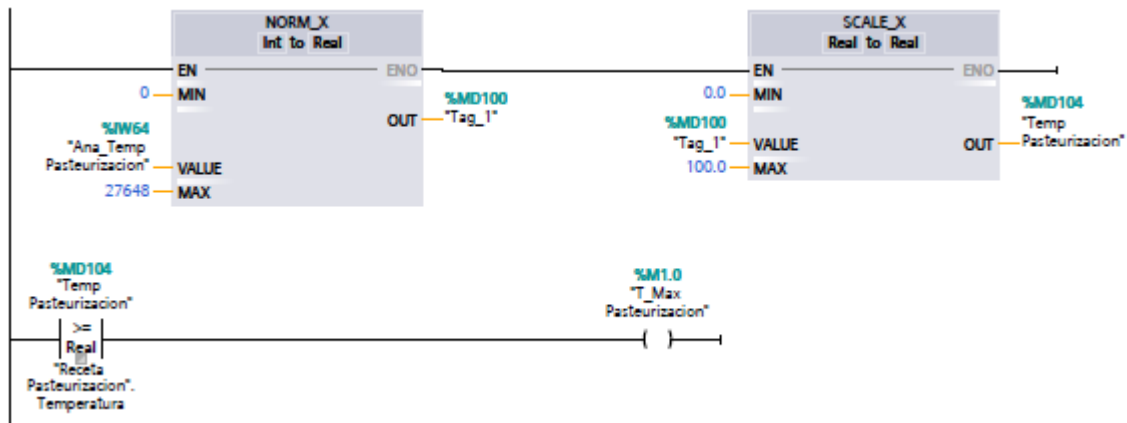 NORM_X
Int to Real
EN
ENO
0
MIN
%MD100
"Tag_1"
OUT
%IW64
"Ana_Temp
Pasteurizacion"
VALUE
27648
MAX
SCALE_X
Real to Real
EN
ENO
0.0
MIN
%MD104
"Temp
Pasteurizacion"
OUT
%MD100
"Tag_1"
VALUE
100.0
MAX
%MD104
"Temp
Pasteurizacion"
>=
Real
"Receta
Pasteurizacion".
Temperatura
%M1.0
"T_Max
Pasteurizacion"